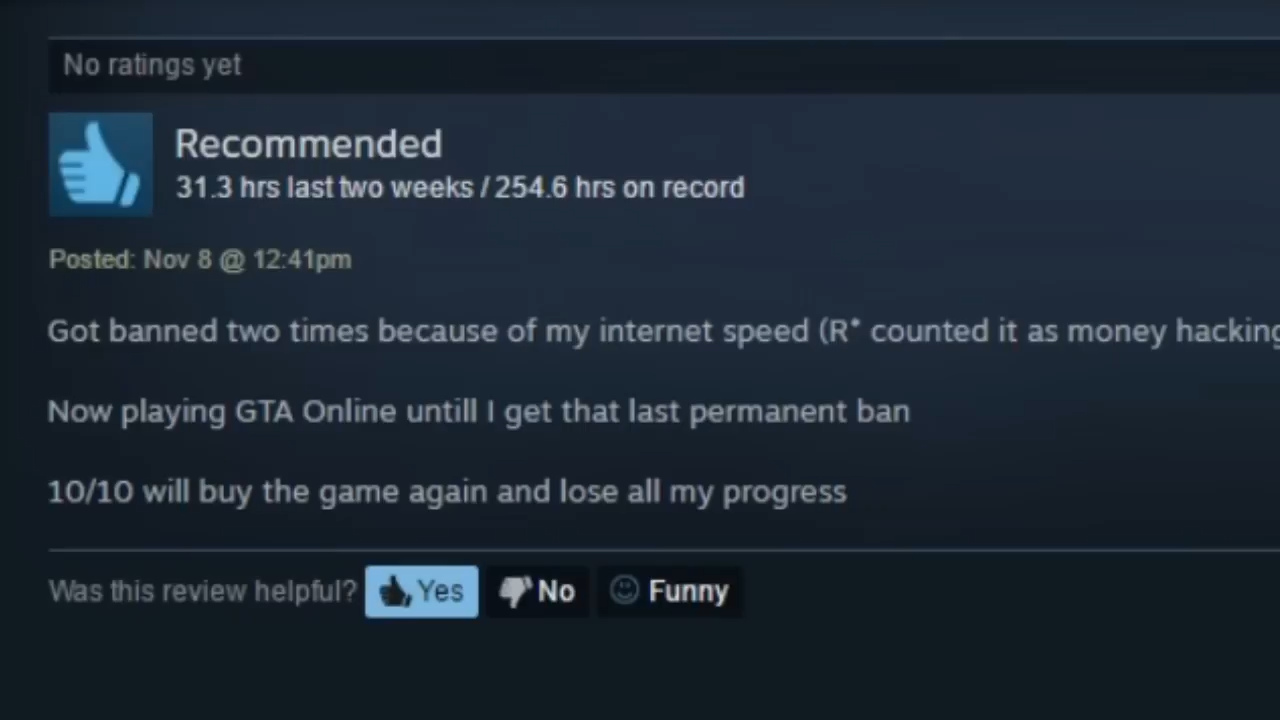 No ratings yet
Recommended
31.3 hrs last two weeks / 254.6 hrs on record
Posted: Nov 8 @ 12:41pm
Got banned two times because of my internet speed (R* counted it as money hacking
Now playing GTA Online untill I get that last permanent ban
10/10 will buy the game again and lose all my progress
Was this review helpful? Yes No Funny